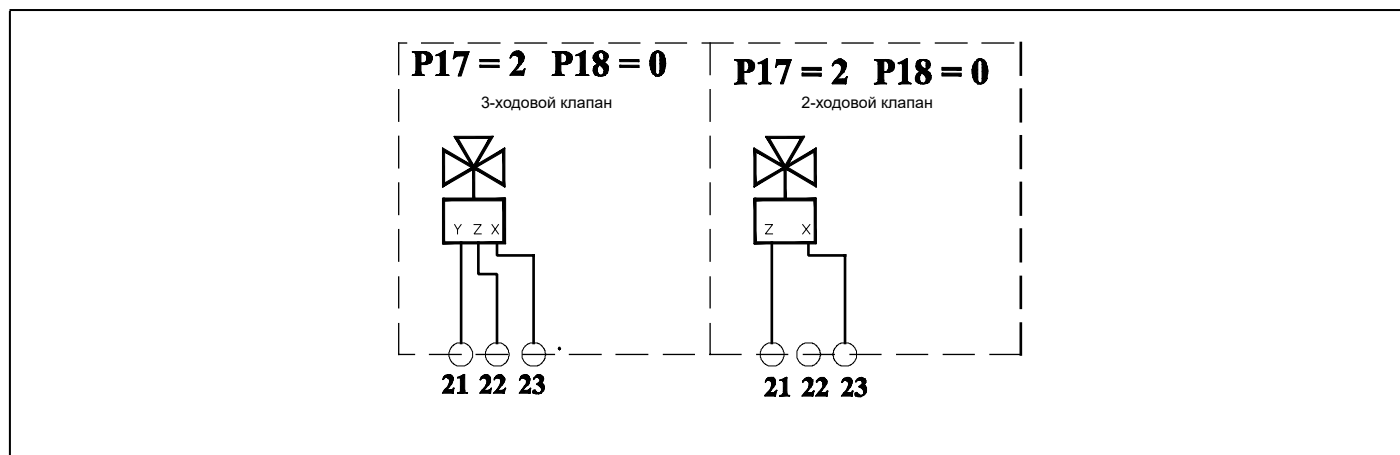 P17 = 2 P18 = 0
3-ходовой клапан
Y Z X
21 22 23
P17 = 2 P18 = 0
2-ходовой клапан
Z X
21 22 23